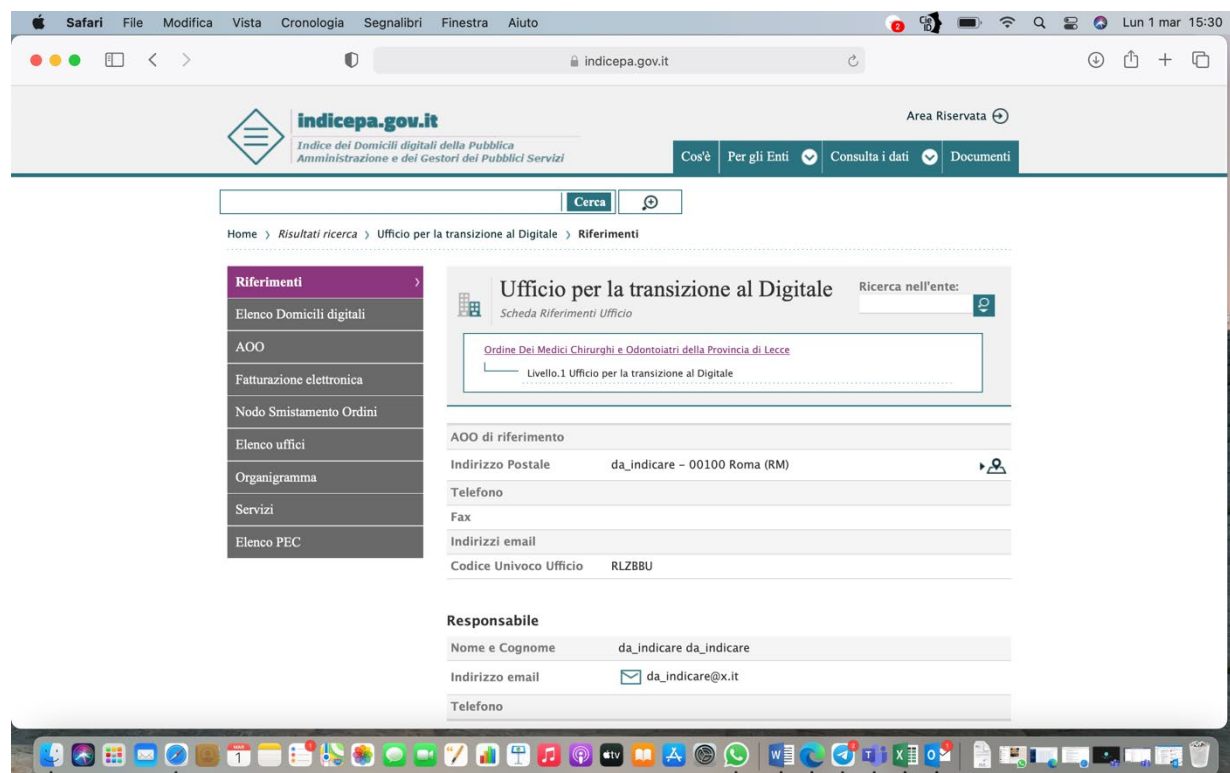 Safari File Modifica Vista Cronologia Segnalibri Finestra Aiuto 2 Cie iD Lun 1 mar 15:30
indicepa.gov.it
indicepa.gov.it Area Riservata
Indice dei Domicili digitali della Pubblica
Amministrazione e dei Gestori dei Pubblici Servizi
Cos'è Per gli Enti Consulta i dati Documenti
Cerca
Home Risultati ricerca Ufficio per la transizione al Digitale Riferimenti
Riferimenti
Elenco Domicili digitali
AOO
Fatturazione elettronica
Nodo Smistamento Ordini
Elenco uffici
Organigramma
Servizi
Elenco PEC
Ufficio per la transizione al Digitale
Scheda Riferimenti Ufficio
Ricerca nell'ente:
Ordine Dei Medici Chirurghi e Odontoiatri della Provincia di Lecce
Livello.1 Ufficio per la transizione al Digitale
AOO di riferimento
Indirizzo Postale da_indicare – 00100 Roma (RM)
Telefono
Fax
Indirizzi email
Codice Univoco Ufficio RLZBBU
Responsabile
Nome e Cognome da_indicare da_indicare
Indirizzo email da_indicare@x.it
Telefono
MAR
1 tv